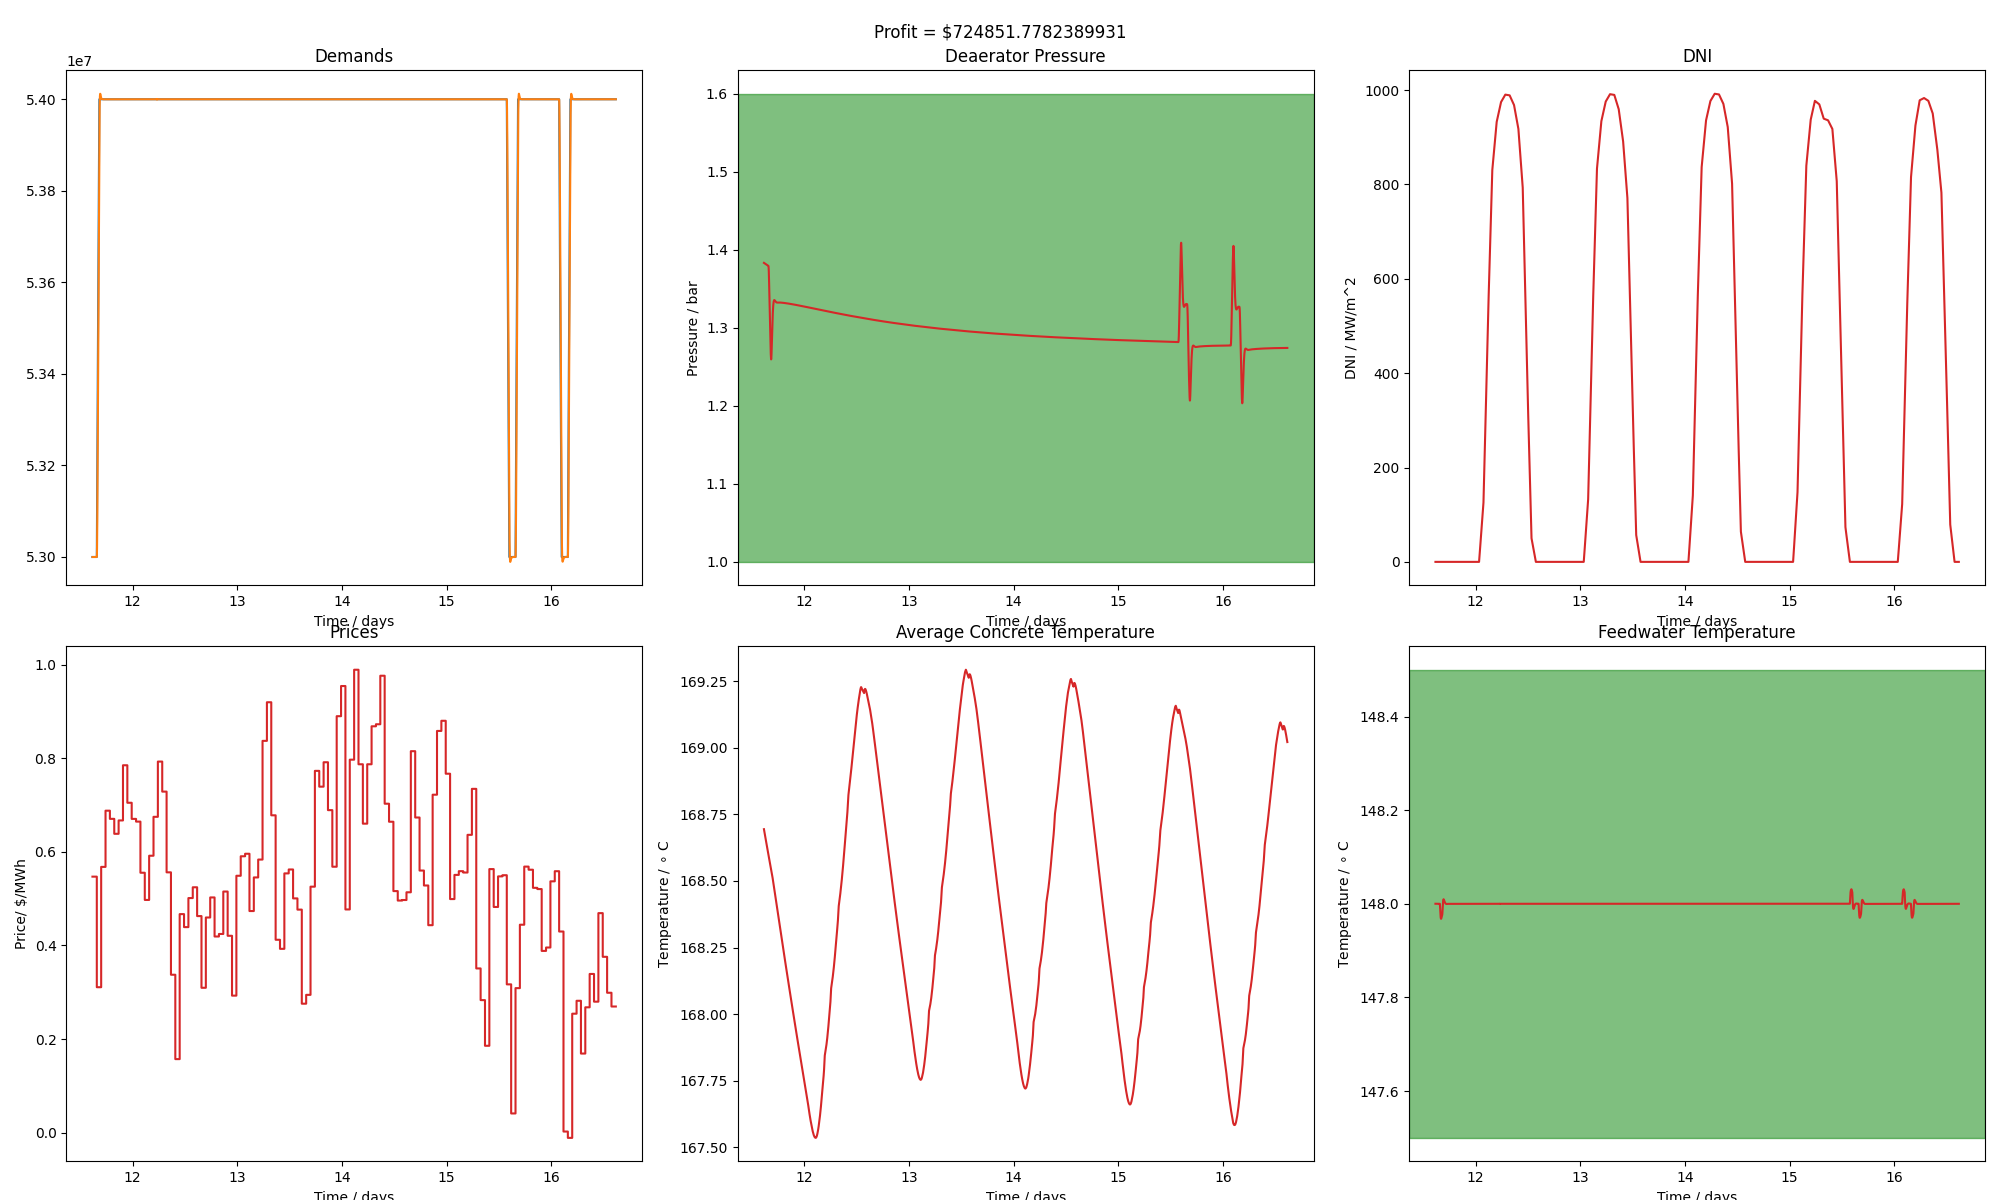 Profit = $724851.7782389931
Demands
1e7
5.40
5.38
5.36
5.34
5.32
5.30
12 13 14 15 16
Time / days
Deaerator Pressure
Pressure / bar
1.6
1.5
1.4
1.3
1.2
1.1
1.0
12 13 14 15 16
Time / days
DNI
DNI / MW/m^2
1000
800
600
400
200
0
12 13 14 15 16
Time / days
Prices
Price/ $/MWh
1.0
0.8
0.6
0.4
0.2
0.0
12 13 14 15 16
Time / days
Average Concrete Temperature
Temperature / ∘ C
169.25
169.00
168.75
168.50
168.25
168.00
167.75
167.50
12 13 14 15 16
Time / days
Feedwater Temperature
Temperature / ∘ C
148.4
148.2
148.0
147.8
147.6
12 13 14 15 16
Time / days